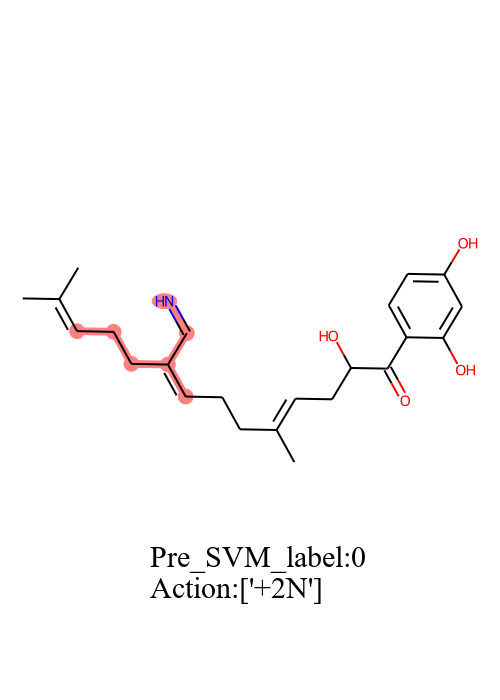 OH
HN
HO
OH
O
Pre_SVM_label:0
Action:['+2N']